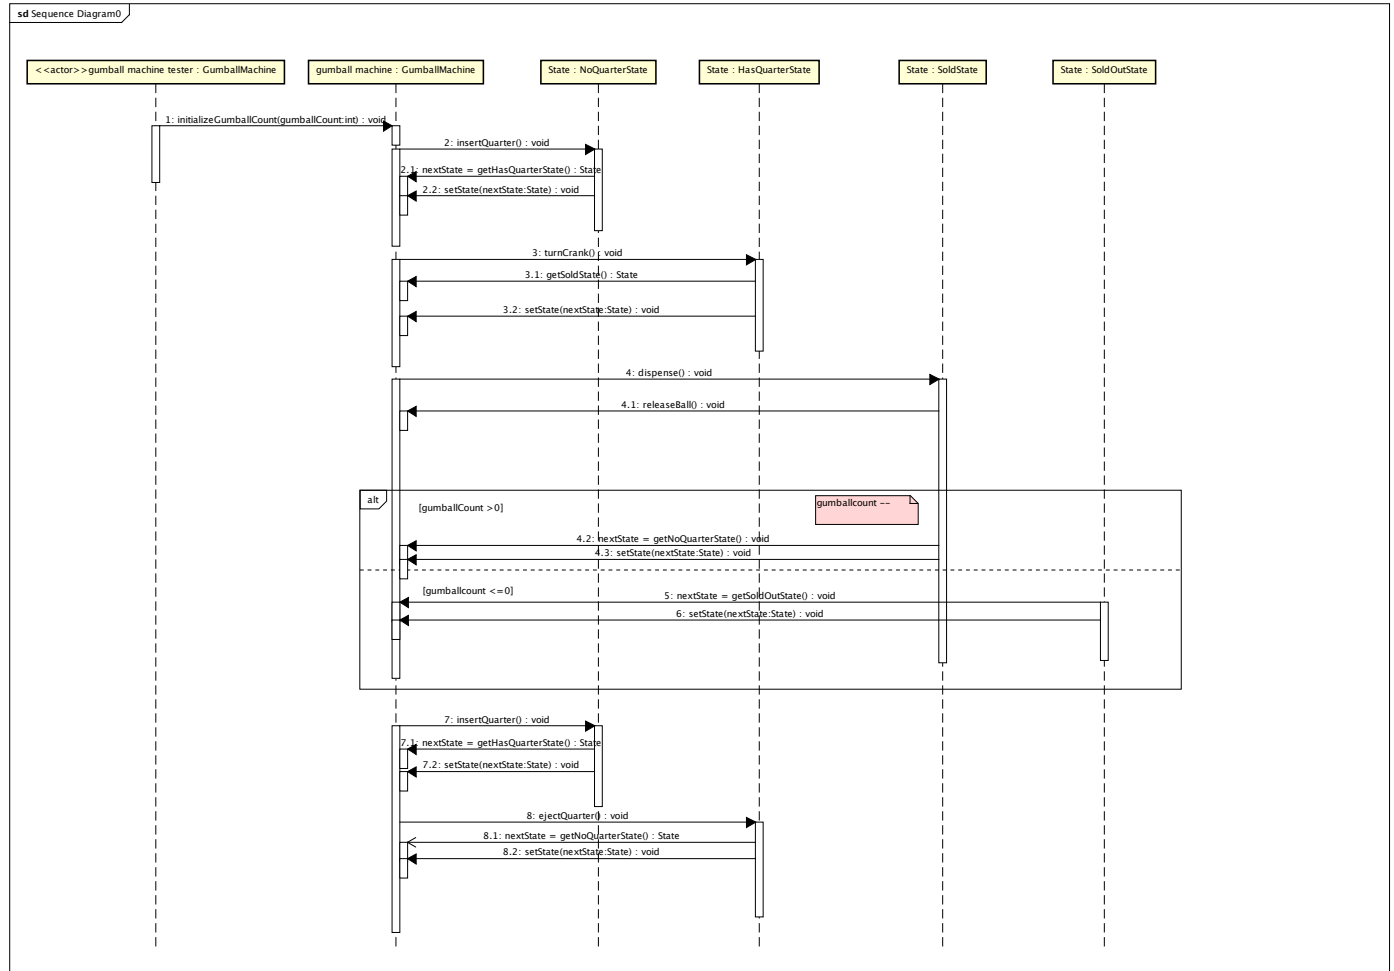 sd Sequence Diagram0
<<actor>>gumball machine tester : GumballMachine
gumball machine : GumballMachine
State : NoQuarterState
State : HasQuarterState
State : SoldState
State : SoldOutState
1: initializeGumballCount(gumballCount:int) : void
2: insertQuarter() : void
2.1: nextState = getHasQuarterState() : State
2.2: setState(nextState:State) : void
3: turnCrank() : void
3.1: getSoldState() : State
3.2: setState(nextState:State) : void
4: dispense() : void
4.1: releaseBall() : void
alt
[gumballCount >0]
gumballcount --
4.2: nextState = getNoQuarterState() : void
4.3: setState(nextState:State) : void
[gumballcount <=0]
5: nextState = getSoldOutState() : void
6: setState(nextState:State) : void
7: insertQuarter() : void
7.1: nextState = getHasQuarterState() : State
7.2: setState(nextState:State) : void
8: ejectQuarter() : void
8.1: nextState = getNoQuarterState() : State
8.2: setState(nextState:State) : void